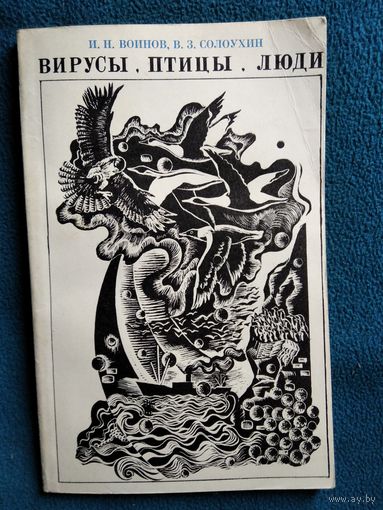 И. Н. ВОИНОВ, В. З. СОЛОУХИН
ВИРУСЫ, ПТИЦЫ, ЛЮДИ
www.ay.by